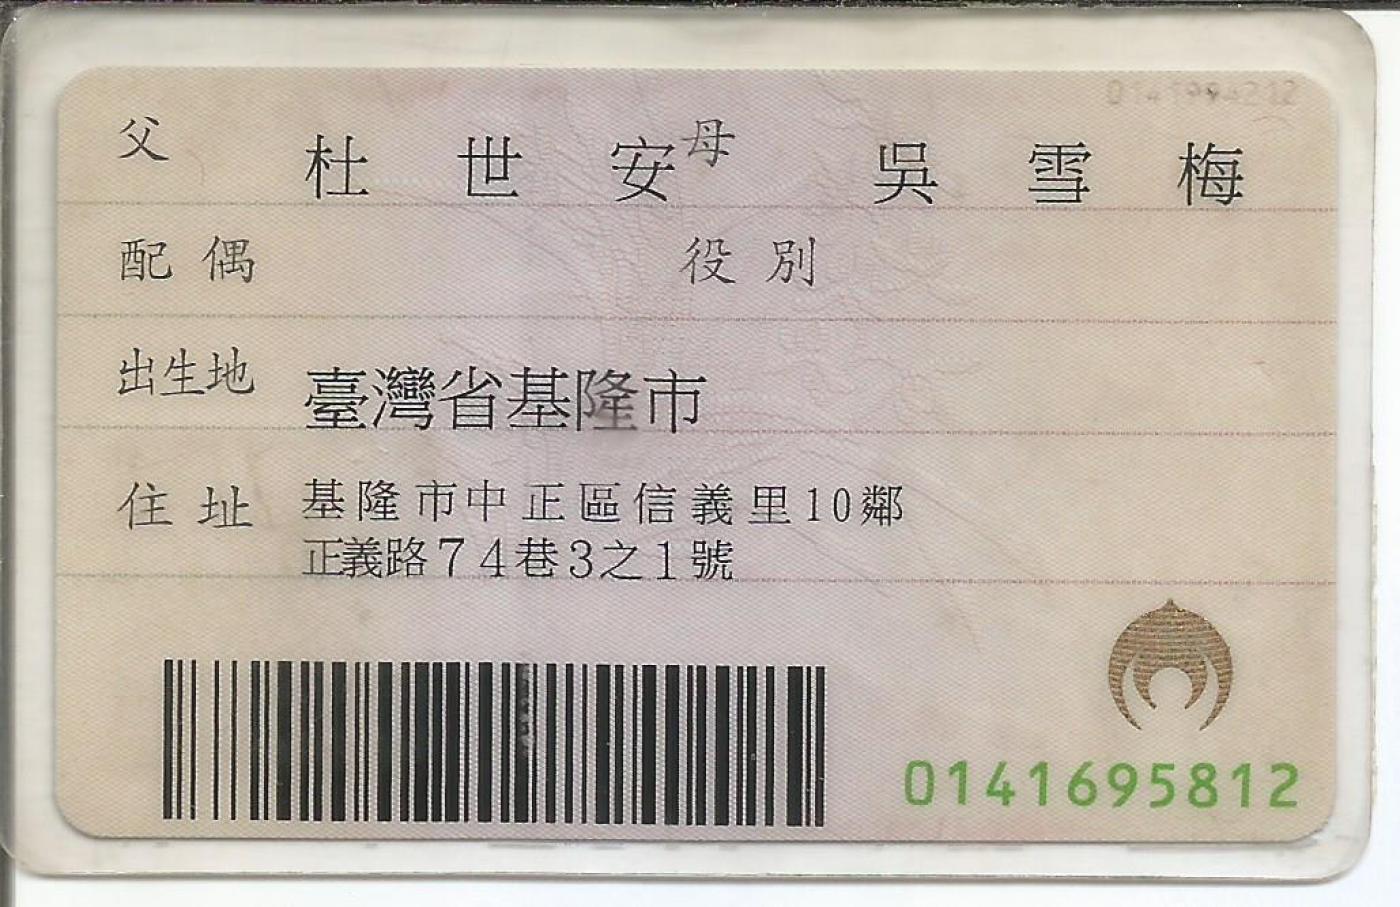 父 杜世安 母 吳雪梅
配偶 役別
出生地 臺灣省基隆市
住址 基隆市中正區信義里10鄰
正義路74巷3之1號
0141695812